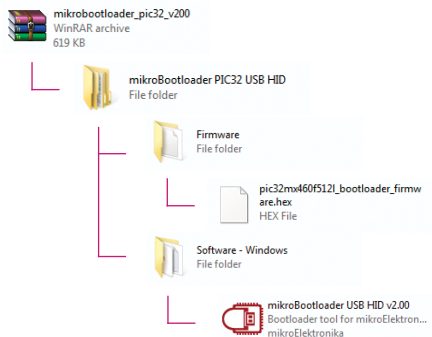 mikrobootloader_pic32_v200
WinRAR archive
619 KB
mikroBootloader PIC32 USB HID
File folder
Firmware
File folder
pic32mx460f512l_bootloader_firmw
are.hex
HEX File
Software - Windows
File folder
mikroBootloader USB HID v2.00
Bootloader tool for mikroElektron...
mikroElektronika